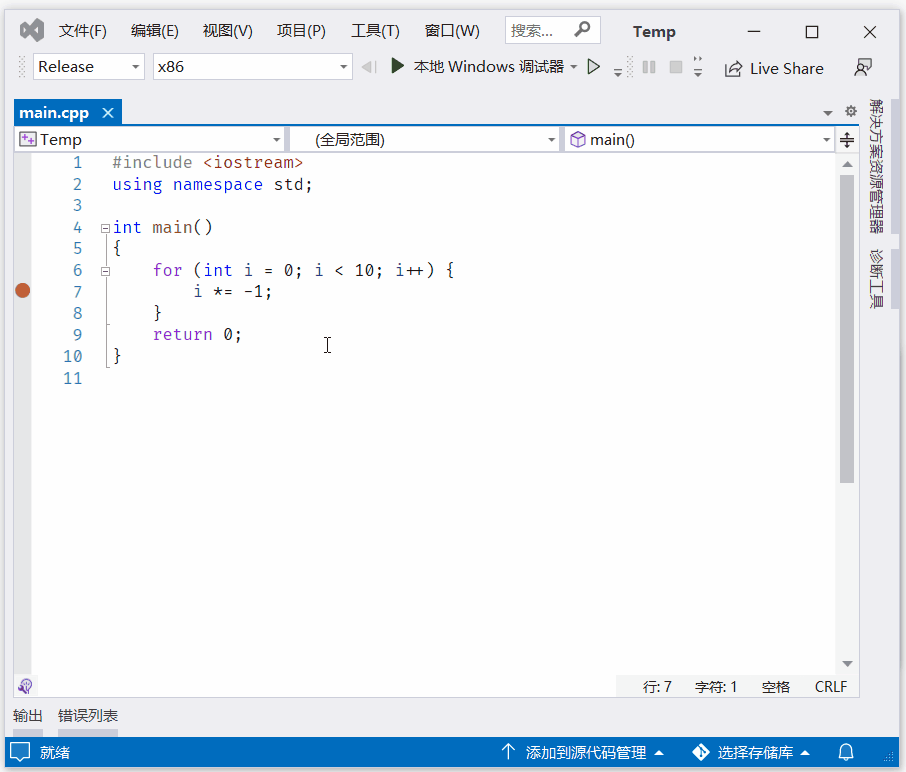 文件(F) 编辑(E) 视图(V) 项目(P) 工具(T) 窗口(W) 搜索... Temp
Release x86 本地 Windows 调试器 Live Share
main.cpp
Temp (全局范围) main()
1 #include <iostream>
2 using namespace std;
3
4 int main()
5 {
6 for (int i = 0; i < 10; i++) {
7 i *= -1;
8 }
9 return 0;
10 }
11
解决方案资源管理器
诊断工具
行: 7 字符: 1 空格 CRLF
输出 错误列表
就绪 添加到源代码管理 选择存储库